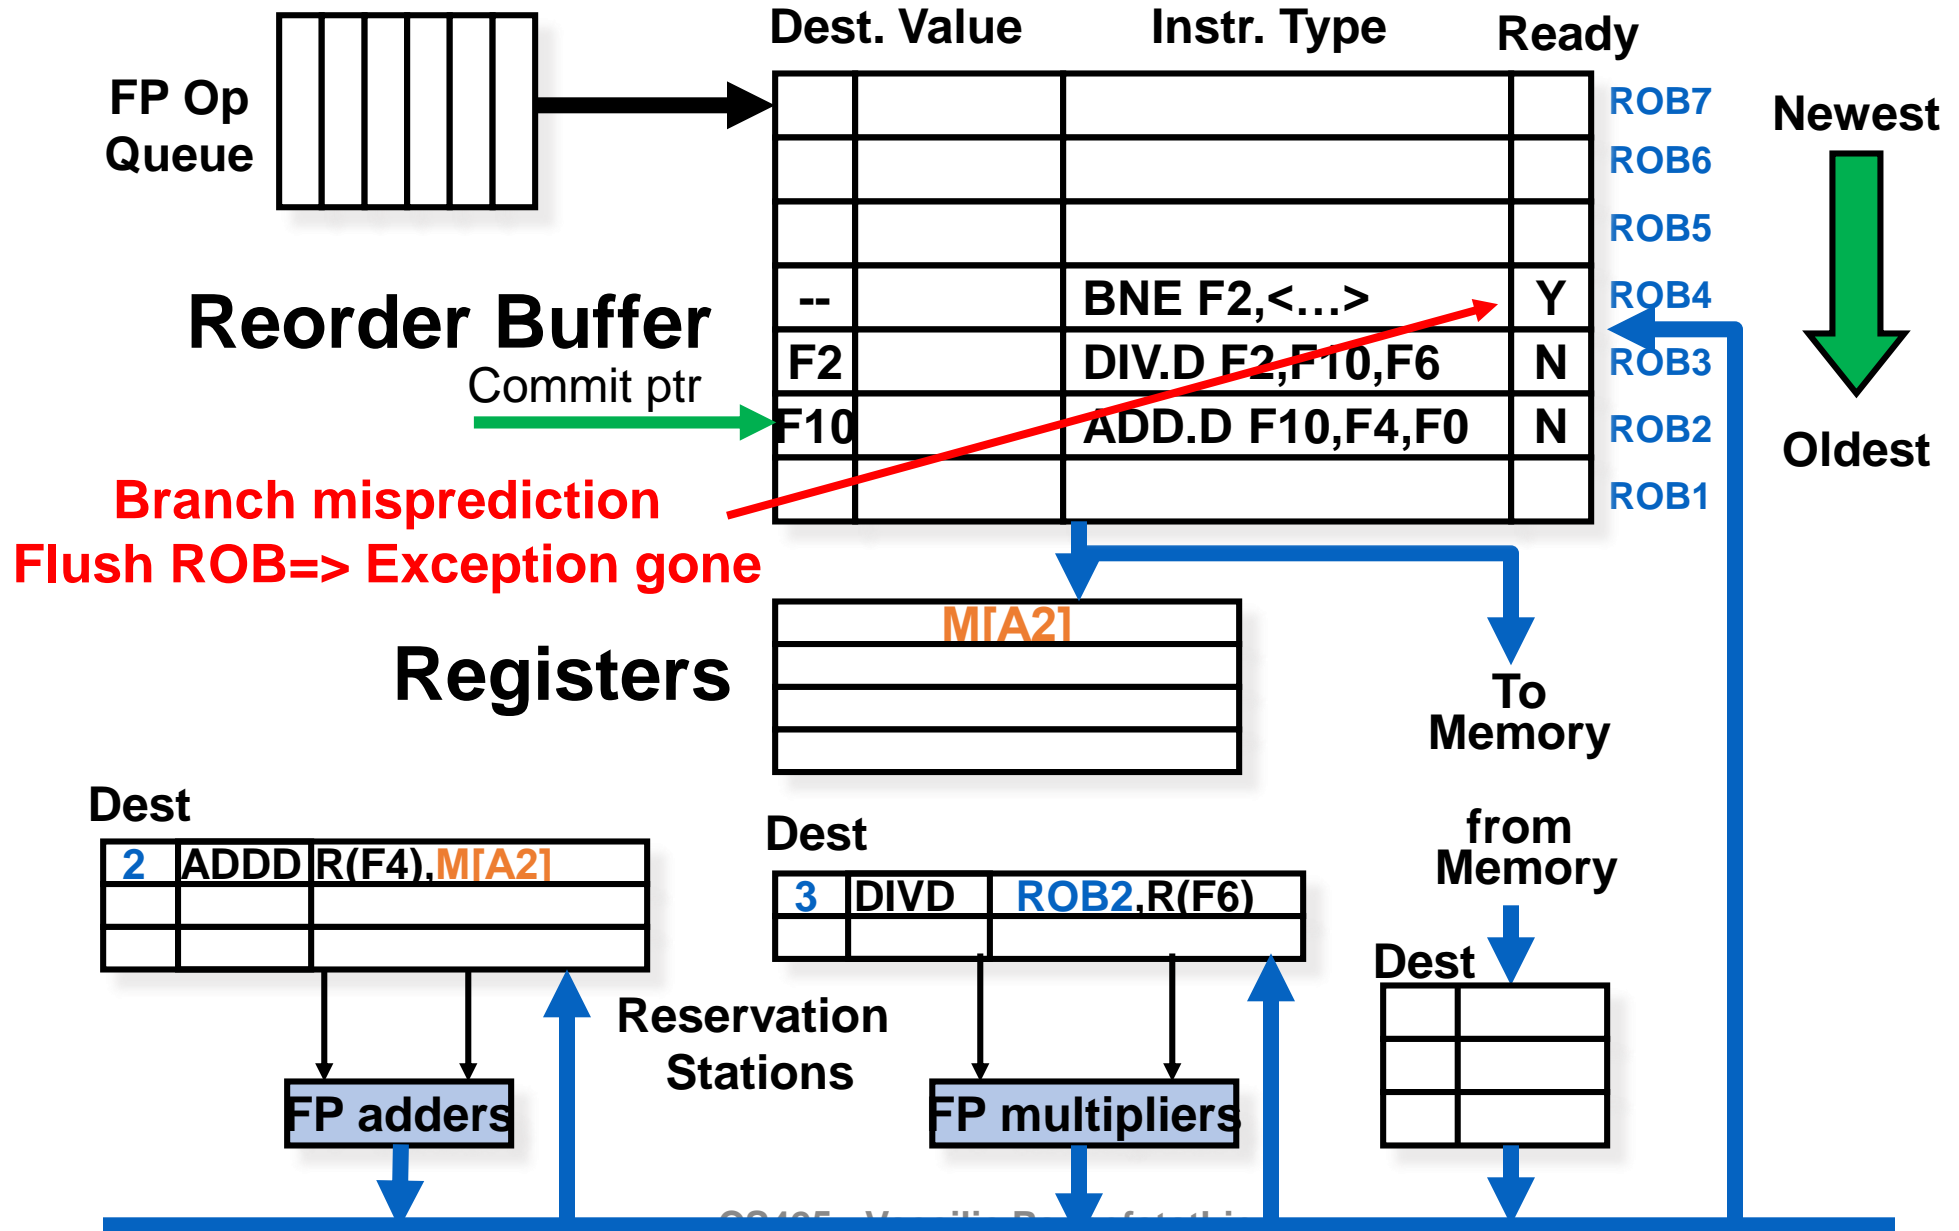 Dest. Value Instr. Type Ready
FP Op
Queue
ROB7
Newest
ROB6
ROB5
Reorder Buffer
-- BNE F2,<...> Y ROB4
F2 DIV.D F2,F10,F6 N ROB3
Commit ptr
F10 ADD.D F10,F4,F0 N ROB2
Oldest
ROB1
Branch misprediction
Flush ROB=> Exception gone
Registers
M[A2]
To
Memory
Dest
2 ADDD R(F4),M[A2]
Dest
3 DIVD ROB2,R(F6)
from
Memory
Dest
Reservation
Stations
FP adders
FP multipliers